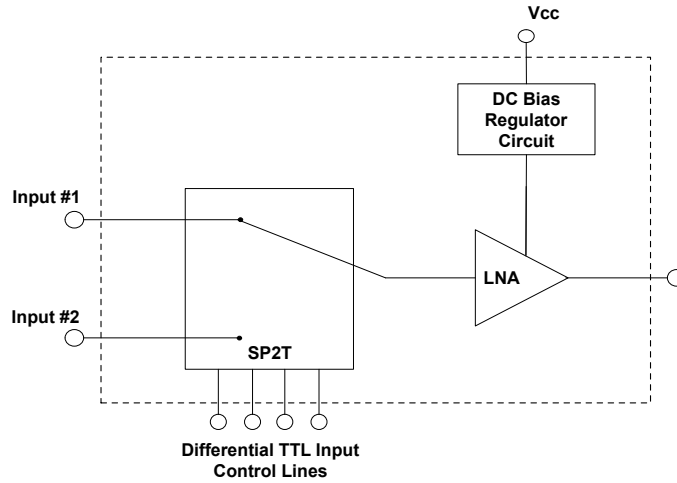 Vcc
DC Bias
Regulator
Circuit
Input #1
LNA
Input #2
SP2T
Differential TTL Input
Control Lines